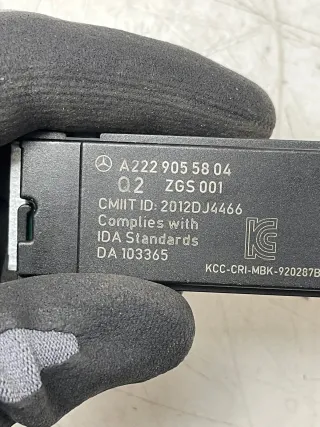 A222 905 58 04
Q2 ZGS 001
CMIIT ID: 2012DJ4466
Complies with
IDA Standards
DA 103365
KCC-CRI-MBK-920287B